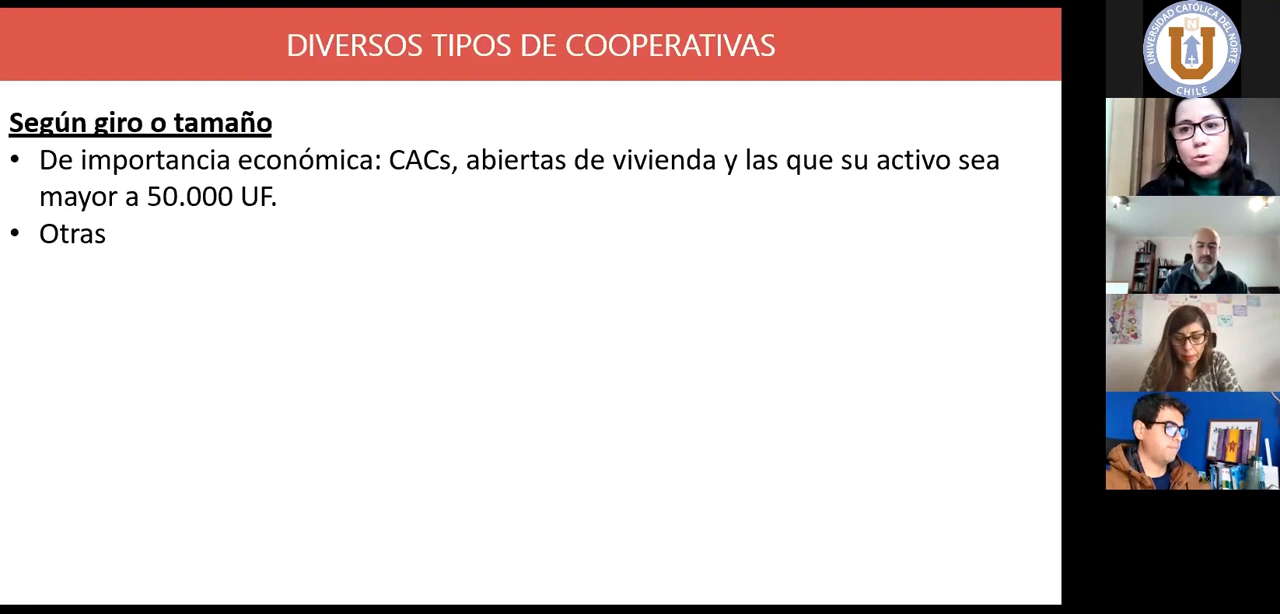 DIVERSOS TIPOS DE COOPERATIVAS
Según giro o tamaño
• De importancia económica: CACs, abiertas de vivienda y las que su activo sea
mayor a 50.000 UF.
• Otras
UNIVERSIDAD CATÓLICA DEL NORTE
N
U
CHILE